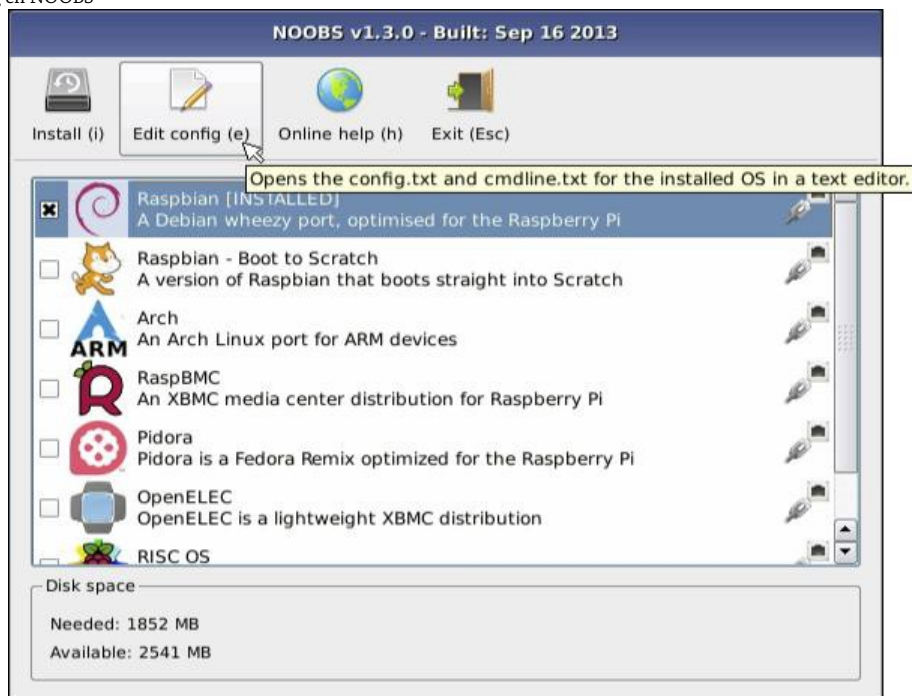 NOOBS
NOOBS v1.3.0 - Built: Sep 16 2013
Install (i)
Edit config (e)
Online help (h)
Exit (Esc)
Opens the config.txt and cmdline.txt for the installed OS in a text editor.
Raspbian [INSTALLED]
A Debian wheezy port, optimised for the Raspberry Pi
Raspbian - Boot to Scratch
A version of Raspbian that boots straight into Scratch
Arch
An Arch Linux port for ARM devices
ARM
RaspBMC
An XBMC media center distribution for Raspberry Pi
Pidora
Pidora is a Fedora Remix optimized for the Raspberry Pi
OpenELEC
OpenELEC is a lightweight XBMC distribution
RISC OS
Disk space
Needed: 1852 MB
Available: 2541 MB